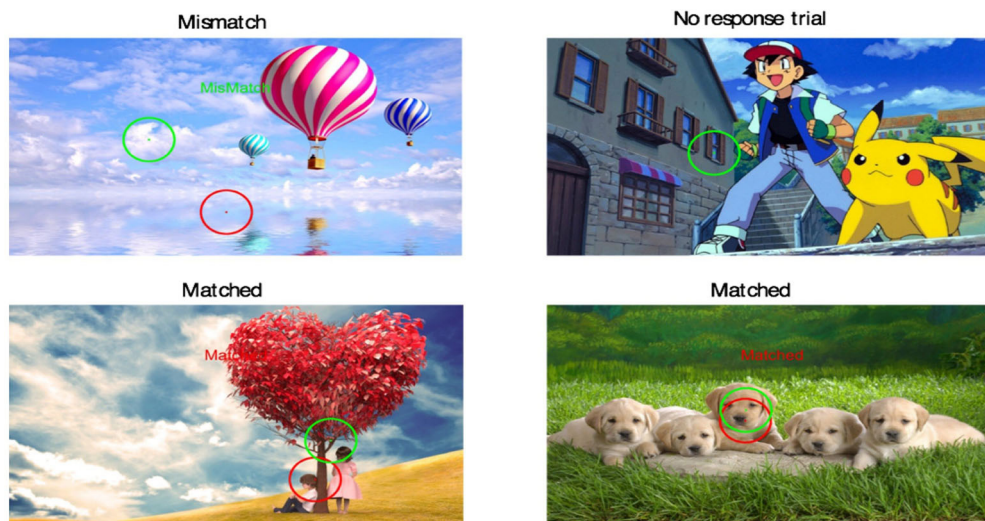 Mismatch
No response trial
MisMatch
Matched
Matched
Matched
Matched